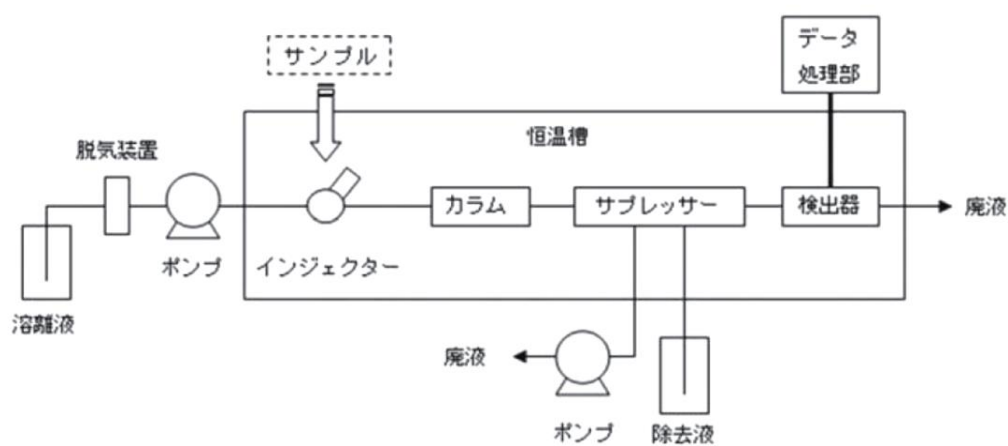 サンプル
データ
処理部
恒温槽
脱気装置
カラム
サプレッサー
検出器
廃液
ポンプ
インジェクター
溶離液
廃液
ポンプ
除去液